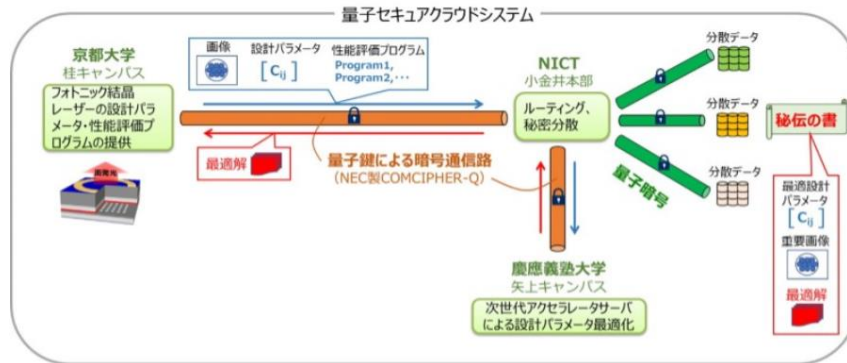 量子セキュアクラウドシステム
京都大学
桂キャンパス
フォトニック結晶
レーザーの設計パラ
メータ・性能評価プ
ログラムの提供
画像
設計パラメータ
[Cij]
性能評価プログラム
Program1,
Program2,・・・
最適解
量子鍵による暗号通信路
(NEC製COMCIPHER-Q)
NICT
小金井本部
ルーティング、
秘密分散
慶應義塾大学
矢上キャンパス
次世代アクセラレータサーバ
による設計パラメータ最適化
分散データ
分散データ
分散データ
量子暗号
秘伝の書
最適設計
パラメータ
[Cij]
重要画像
最適解